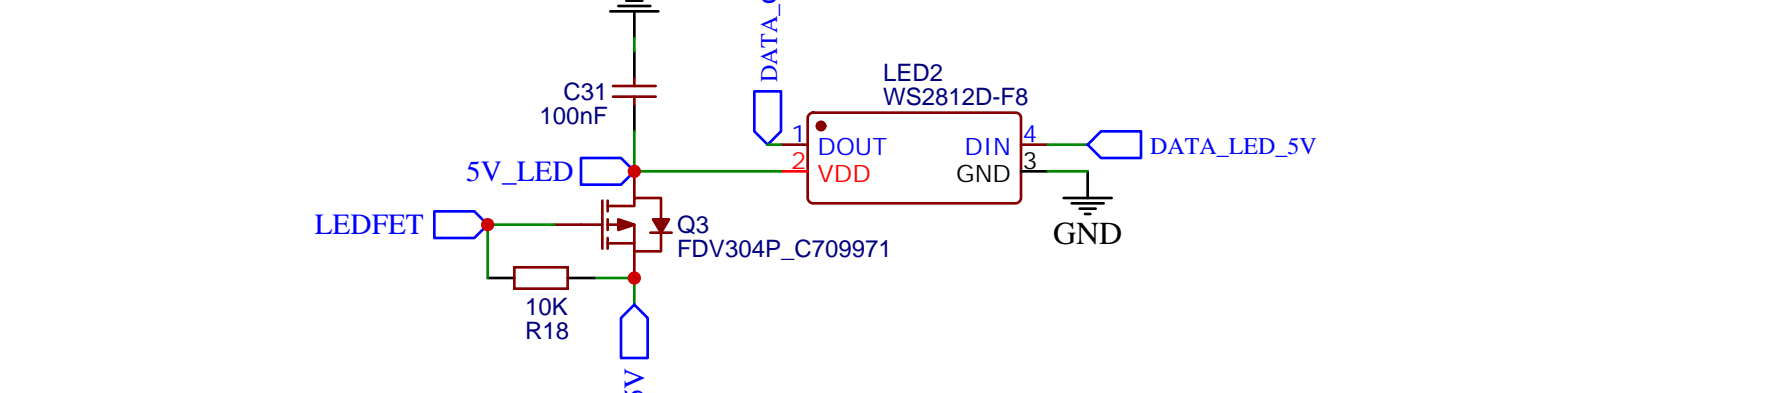 LED2
WS2812D-F8
C31
100nF
1
DOUT
DIN
4
DATA_LED_5V
5V_LED
2
VDD
GND
3
LEDFET
Q3
FDV304P_C709971
GND
10K
R18